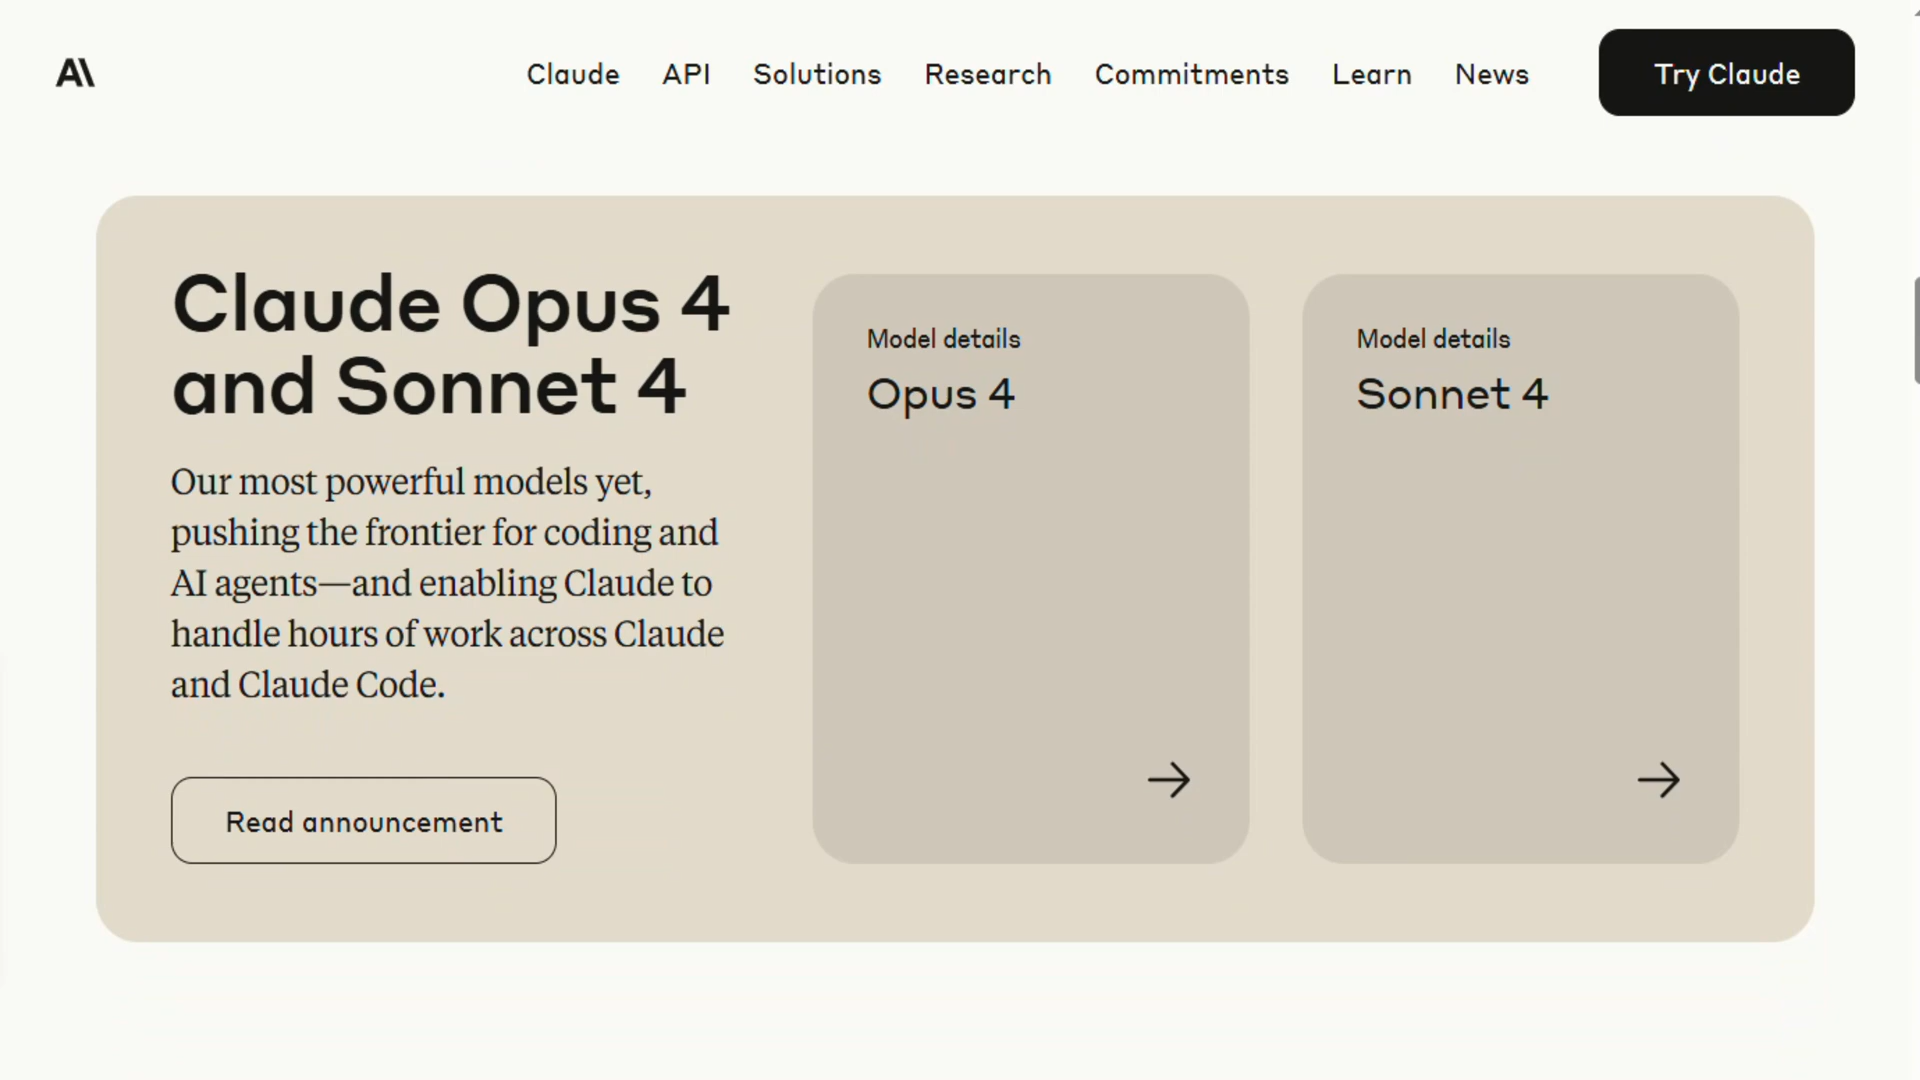 A\
Claude
API
Solutions
Research
Commitments
Learn
News
Try Claude
Claude Opus 4
and Sonnet 4
Our most powerful models yet,
pushing the frontier for coding and
AI agents—and enabling Claude to
handle hours of work across Claude
and Claude Code.
Read announcement
Model details
Opus 4
Model details
Sonnet 4